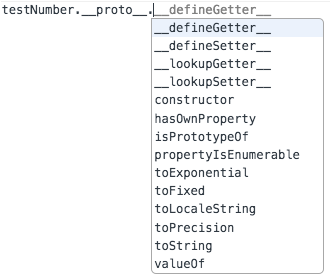 testNumber.__proto__.__defineGetter__
__defineGetter__
__defineSetter__
__lookupGetter__
__lookupSetter__
constructor
hasOwnProperty
isPrototypeOf
propertyIsEnumerable
toExponential
toFixed
toLocaleString
toPrecision
toString
valueOf